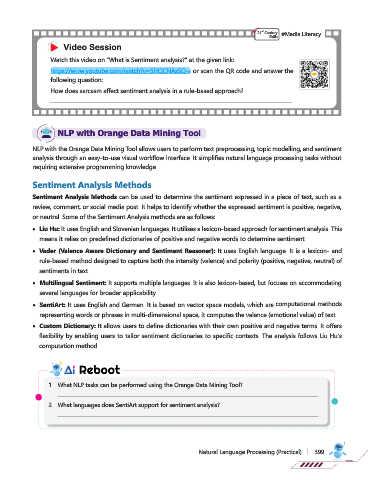 21st Century Skills #Media Literacy
Video Session
Watch this video on "What is Sentiment analysis?" at the given link:
or scan the QR code and answer the
following question:
How does sarcasm affect sentiment analysis in a rule-based approach?
NLP with Orange Data Mining Tool
NLP with the Orange Data Mining Tool allows users to perform text preprocessing, topic modelling, and sentiment
analysis through an easy-to-use visual workflow interface. It simplifies natural language processing tasks without
requiring extensive programming knowledge.
Sentiment Analysis Methods
Sentiment Analysis Methods can be used to determine the sentiment expressed in a piece of text, such as a
review, comment, or social media post. It helps to identify whether the expressed sentiment is positive, negative,
or neutral. Some of the Sentiment Analysis methods are as follows:
• Liu Hu: It uses English and Slovenian languages. It utilises a lexicon-based approach for sentiment analysis. This
means it relies on predefined dictionaries of positive and negative words to determine sentiment.
• Vader (Valence Aware Dictionary and Sentiment Reasoner): It uses English language. It is a lexicon- and
rule-based method designed to capture both the intensity (valence) and polarity (positive, negative, neutral) of
sentiments in text.
• Multilingual Sentiment: It supports multiple languages. It is also lexicon-based, but focuses on accommodating
several languages for broader applicability.
• SentiArt: It uses English and German. It is based on vector space models, which are computational methods
representing words or phrases in multi-dimensional space, it computes the valence (emotional value) of text.
• Custom Dictionary: It allows users to define dictionaries with their own positive and negative terms. It offers
flexibility by enabling users to tailor sentiment dictionaries to specific contexts. The analysis follows Liu Hu's
computation method.
Ai Reboot
1 What NLP tasks can be performed using the Orange Data Mining Tool?
2 What languages does SentiArt support for sentiment analysis?
Natural Language Processing (Practical) 399